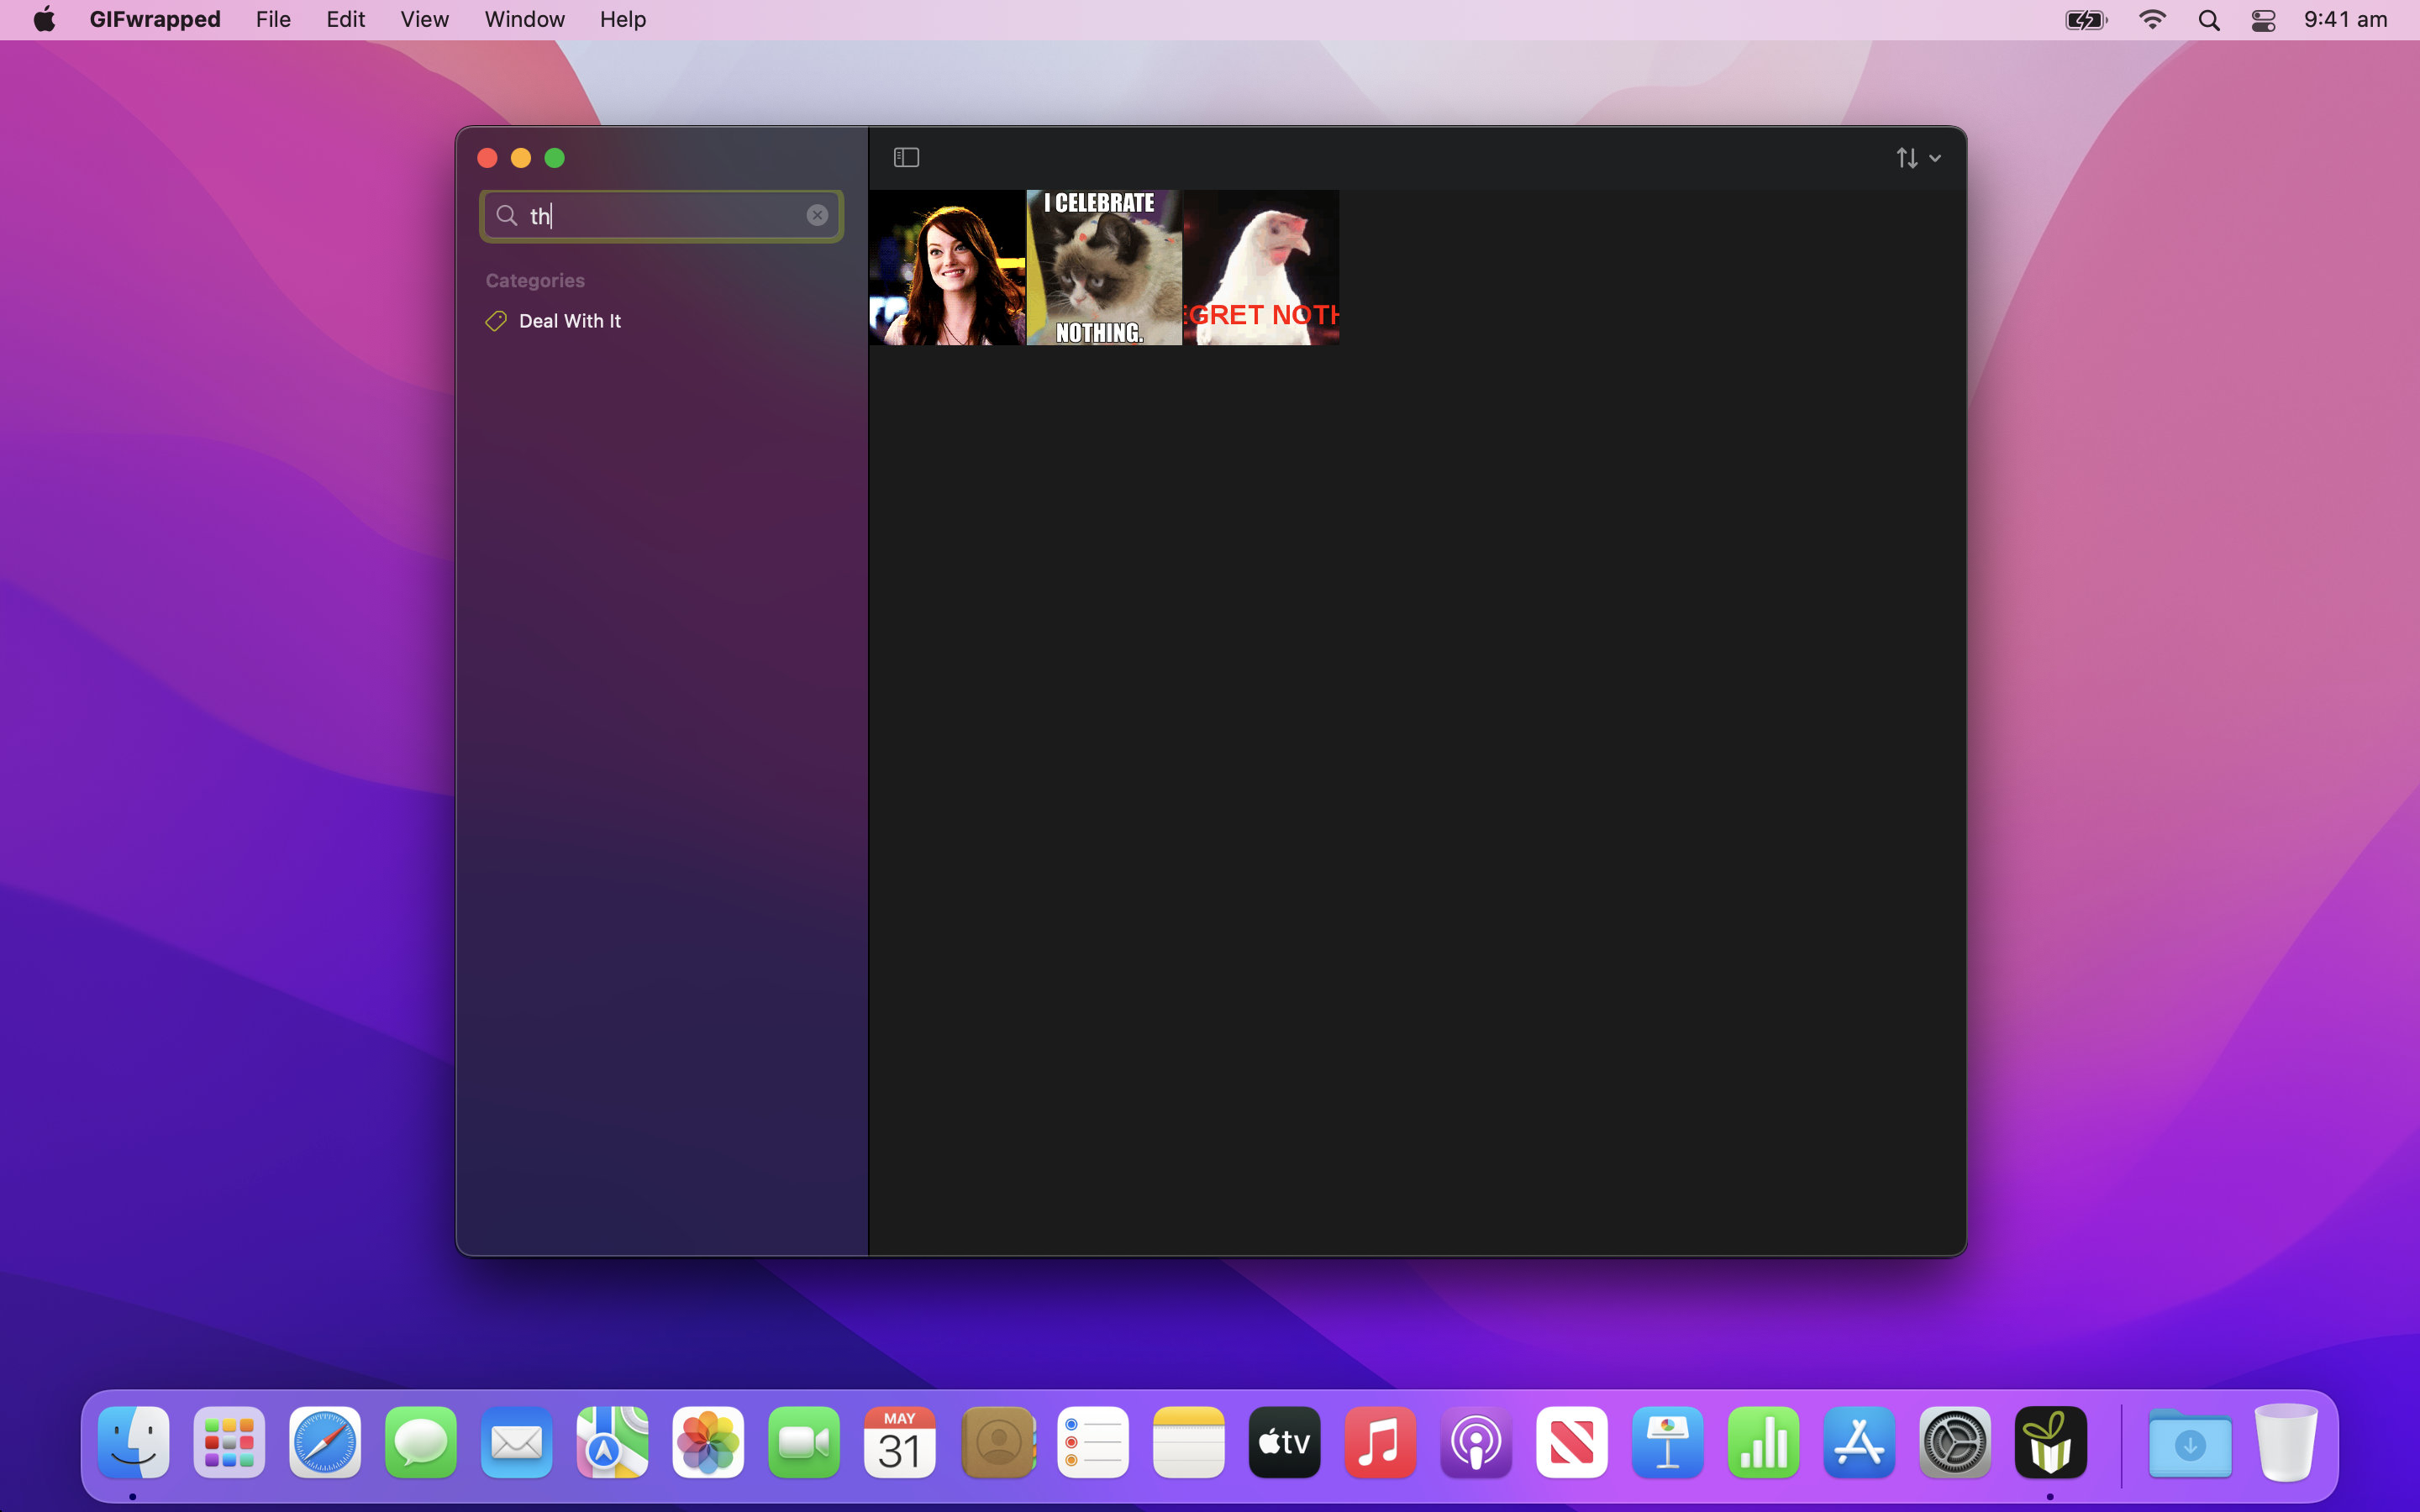 GIFwrapped File Edit View Window Help 9:41 am
th
Categories
Deal With It
I CELEBRATE
NOTHING.
EGRET NOTH
MAY
31
tv